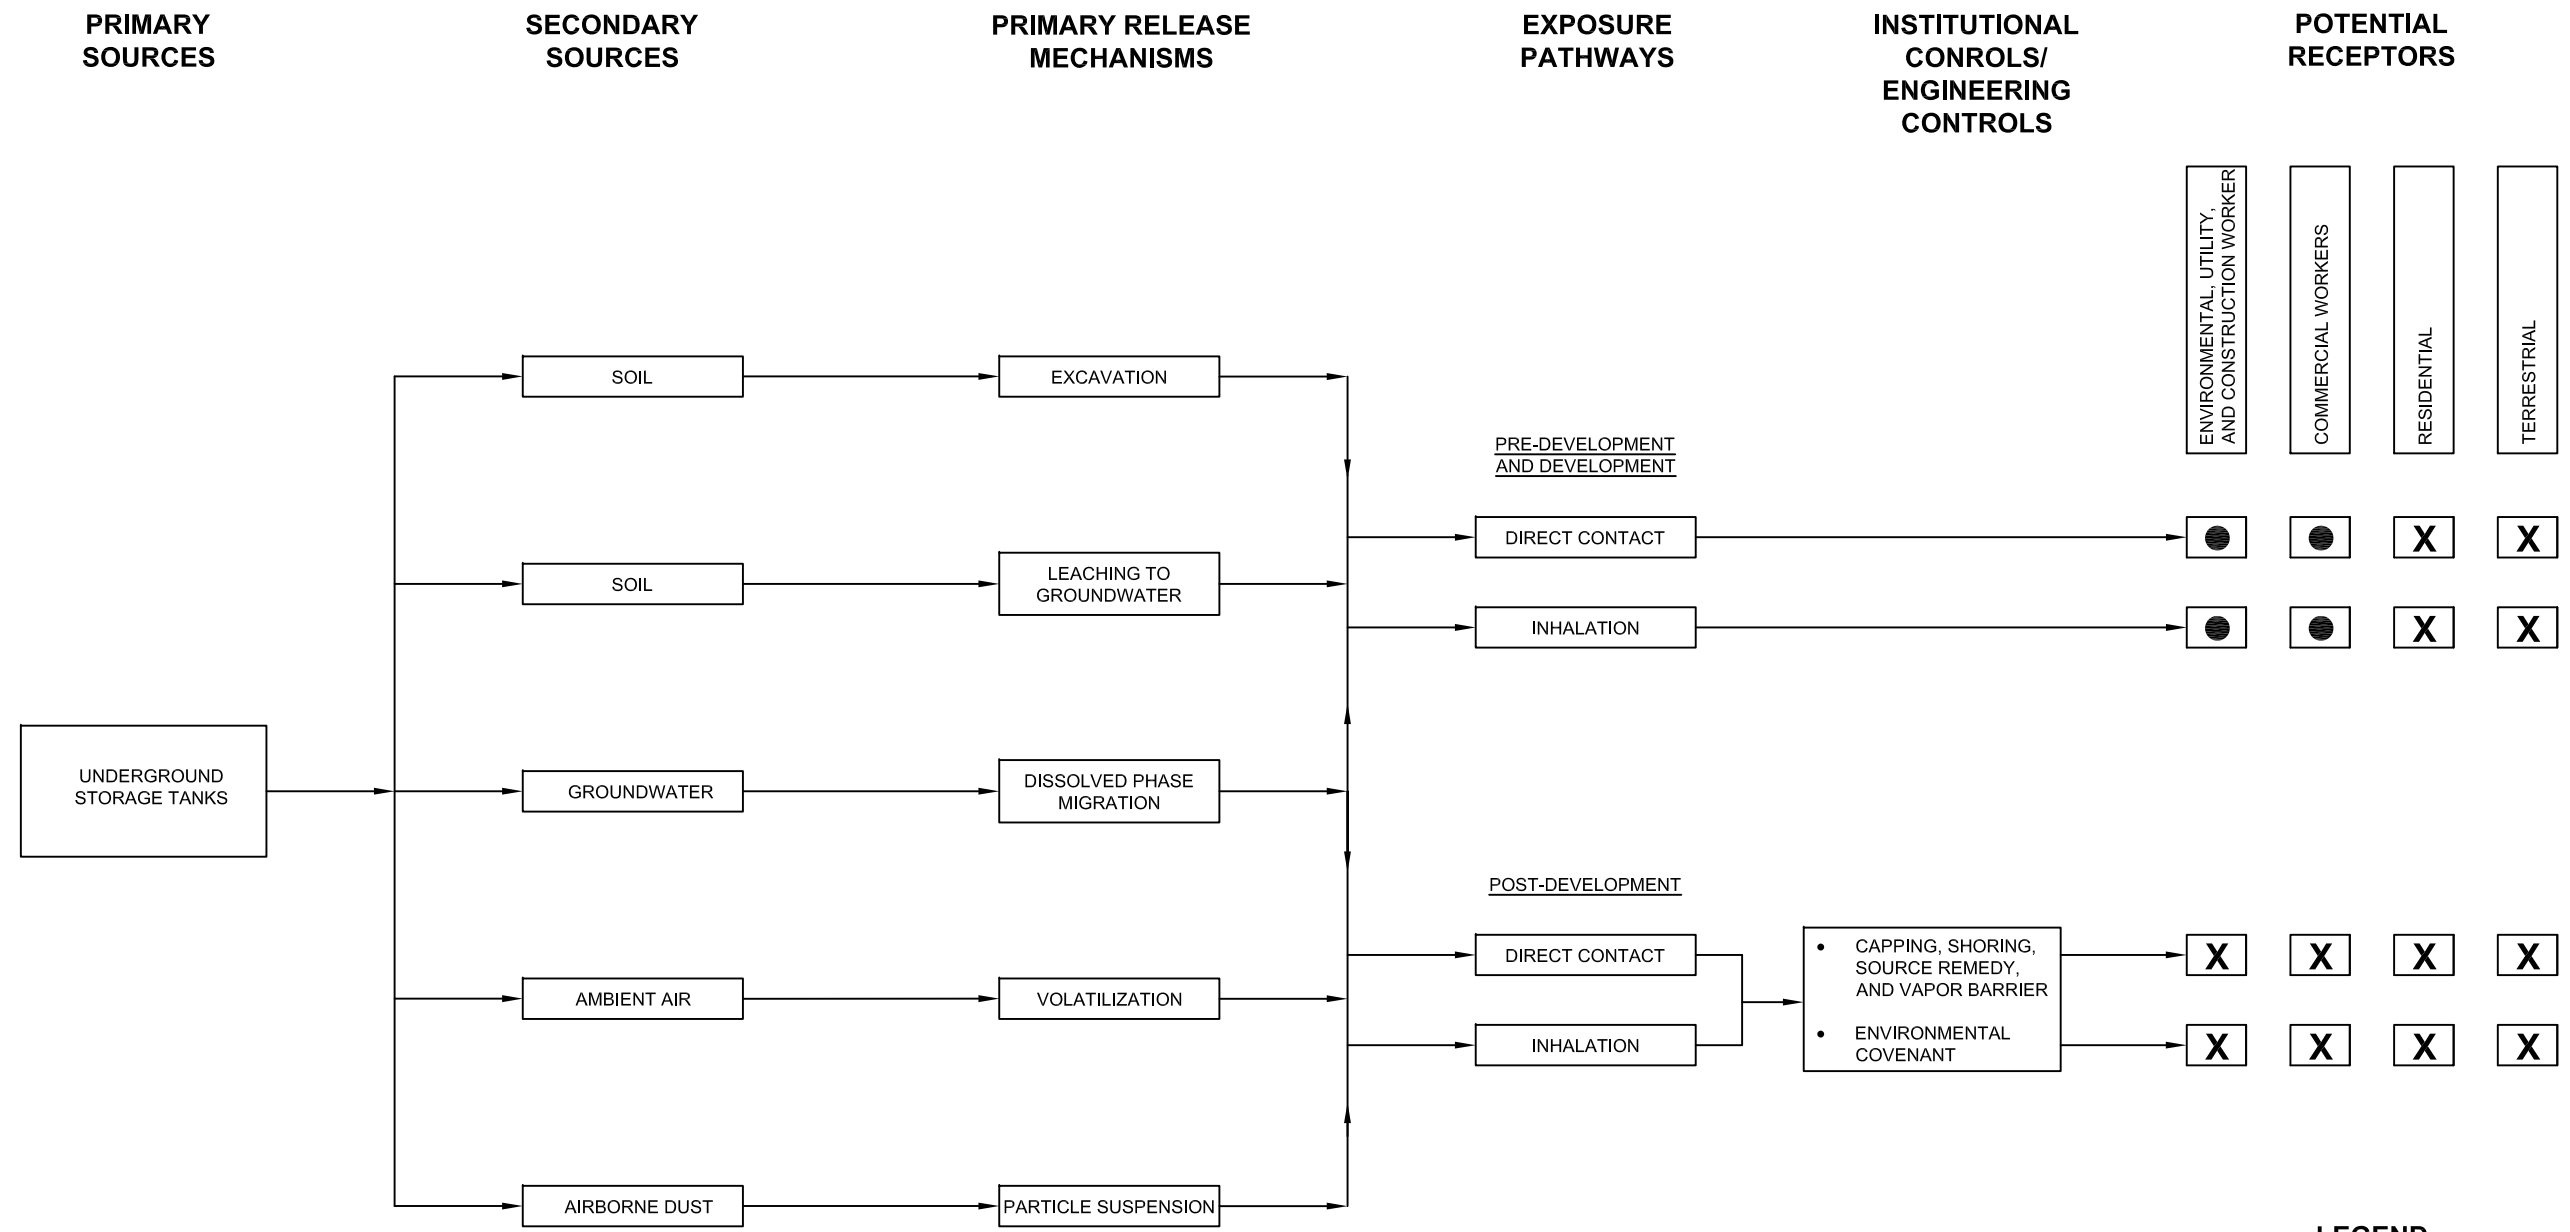 PRIMARY
SOURCES
SECONDARY
SOURCES
PRIMARY RELEASE
MECHANISMS
EXPOSURE
PATHWAYS
INSTITUTIONAL
CONROLS/
ENGINEERING
CONTROLS
POTENTIAL
RECEPTORS
ENVIRONMENTAL, UTILITY,
AND CONSTRUCTION WORKER
COMMERCIAL WORKERS
RESIDENTIAL
TERRESTRIAL
SOIL
EXCAVATION
PRE-DEVELOPMENT
AND DEVELOPMENT
DIRECT CONTACT
X X
SOIL
LEACHING TO
GROUNDWATER
INHALATION
X X
UNDERGROUND
STORAGE TANKS
GROUNDWATER
DISSOLVED PHASE
MIGRATION
POST-DEVELOPMENT
DIRECT CONTACT
• CAPPING, SHORING,
SOURCE REMEDY,
AND VAPOR BARRIER
X X X X
AMBIENT AIR
VOLATILIZATION
INHALATION
• ENVIRONMENTAL
COVENANT
X X X X
AIRBORNE DUST
PARTICLE SUSPENSION
LEGEND